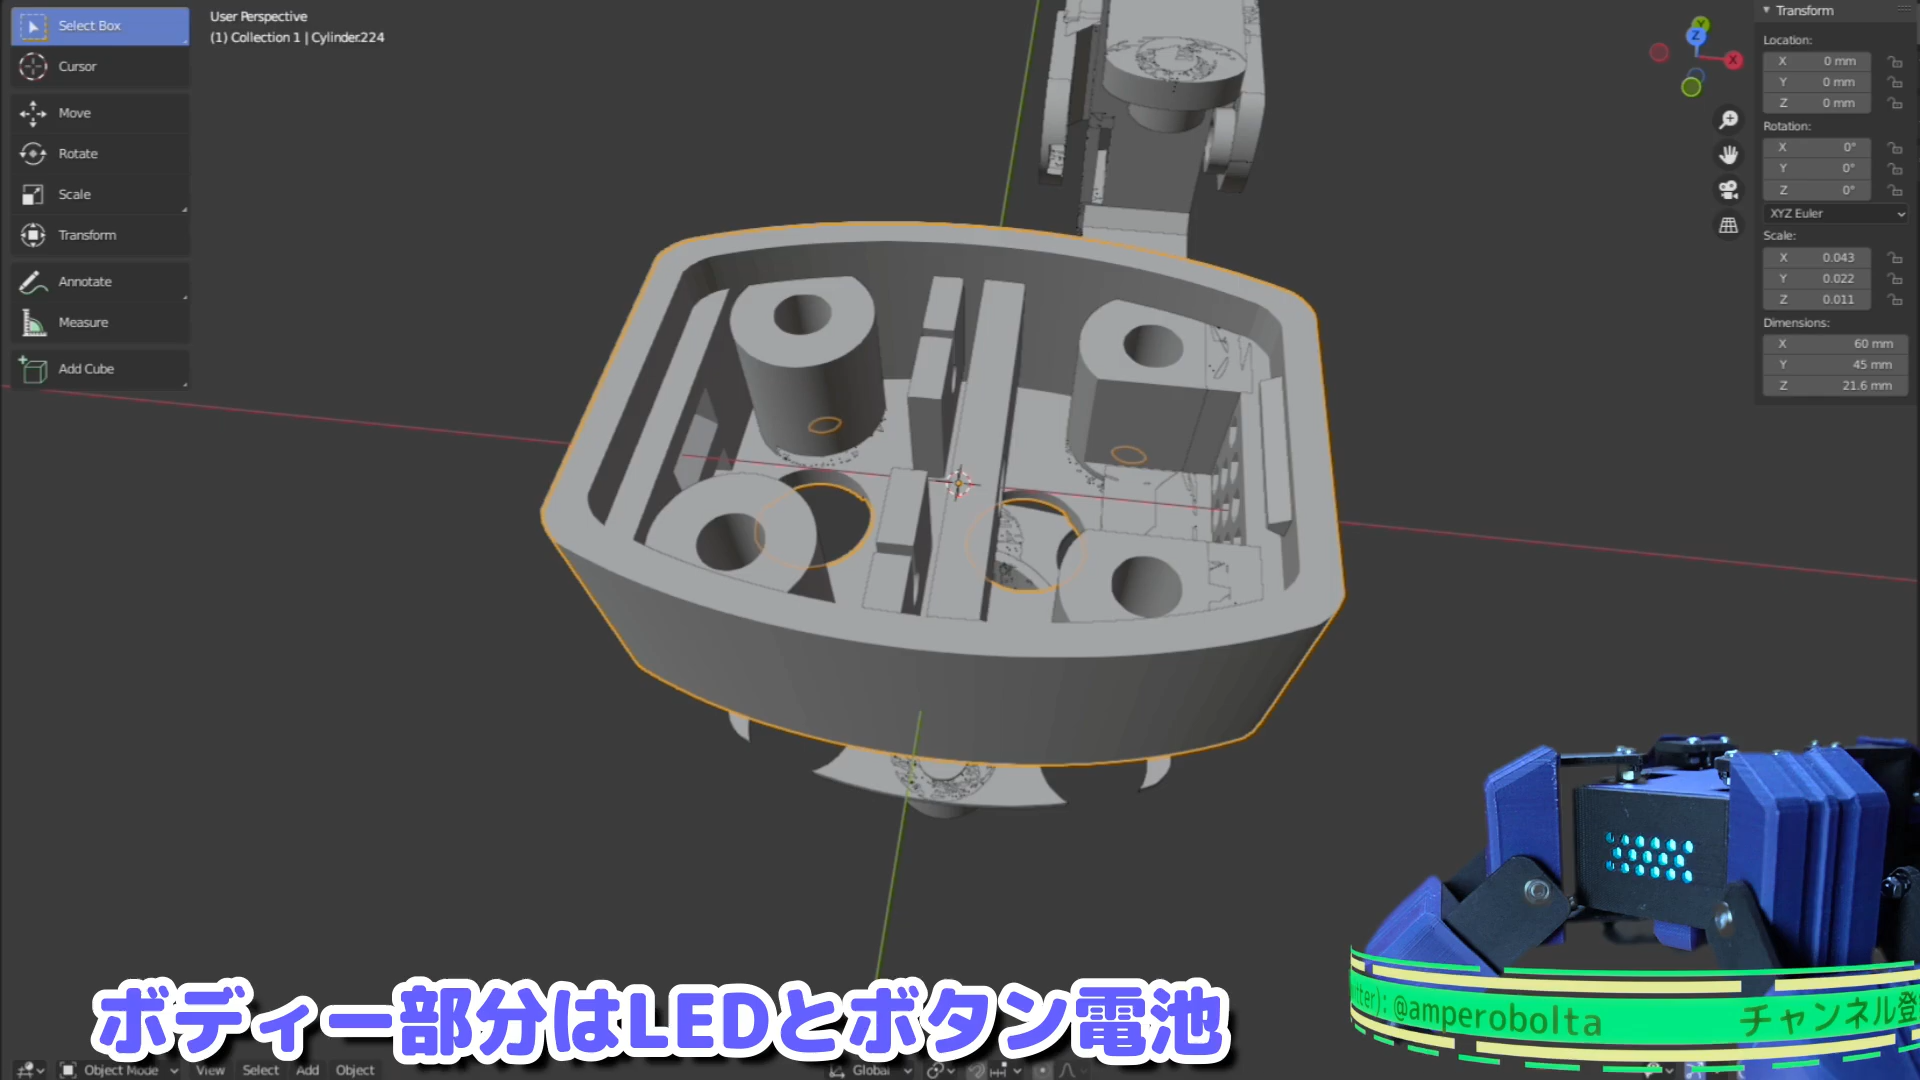 Select Box
Cursor
Move
Rotate
Scale
Transform
Annotate
Measure
Add Cube
User Perspective
(1) Collection 1 | Cylinder.224
Y
Z
X
Transform
Location:
X 0 mm
Y 0 mm
Z 0 mm
Rotation:
X 0°
Y 0°
Z 0°
XYZ Euler
Scale:
X 0.043
Y 0.022
Z 0.011
Dimensions:
X 60 mm
Y 45 mm
Z 21.6 mm
ボディー部分はLEDとボタン電池
tter): @amperobolta チャンネル登
Object Mode View Select Add Object Global